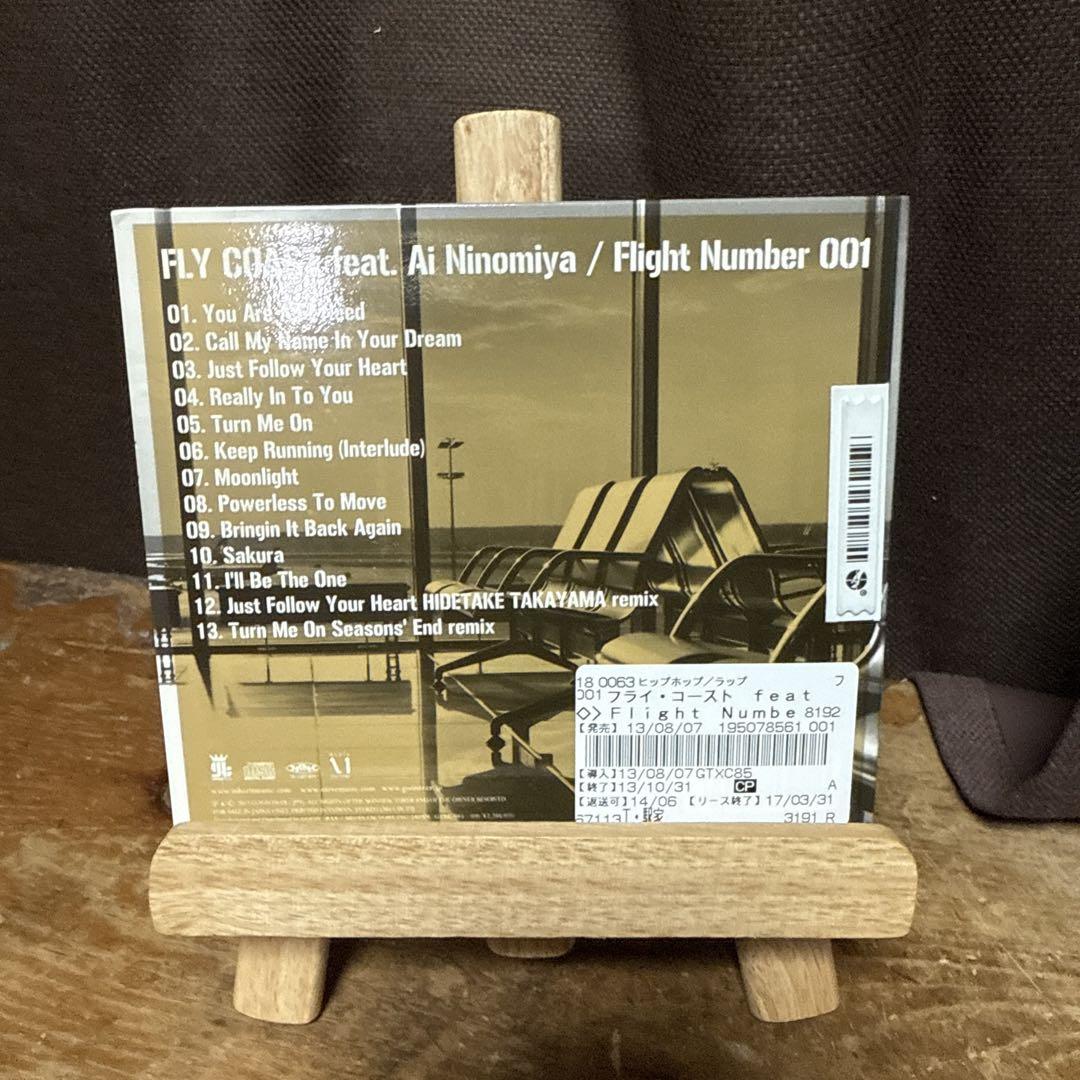 FLY COAST feat. Ai Ninomiya / Flight Number 001
01. You Are All I Need
02. Call My Name In Your Dream
03. Just Follow Your Heart
04. Really In To You
05. Turn Me On
06. Keep Running (Interlude)
07. Moonlight
08. Powerless To Move
09. Bringin It Back Again
10. Sakura
11. I'll Be The One
12. Just Follow Your Heart HIDETAKE TAKAYAMA remix
13. Turn Me On Seasons' End remix
18 0063 ヒップホップ/ラップ フ
001 フライ・コースト feat
◇> Flight Numbe 8192
【発売】 13/08/07 195078561 001
【導入】13/08/07 GTXC85
【終了】13/10/31 CP A
【返送可】14/06 【リース終了】17/03/31
67113 3191 R